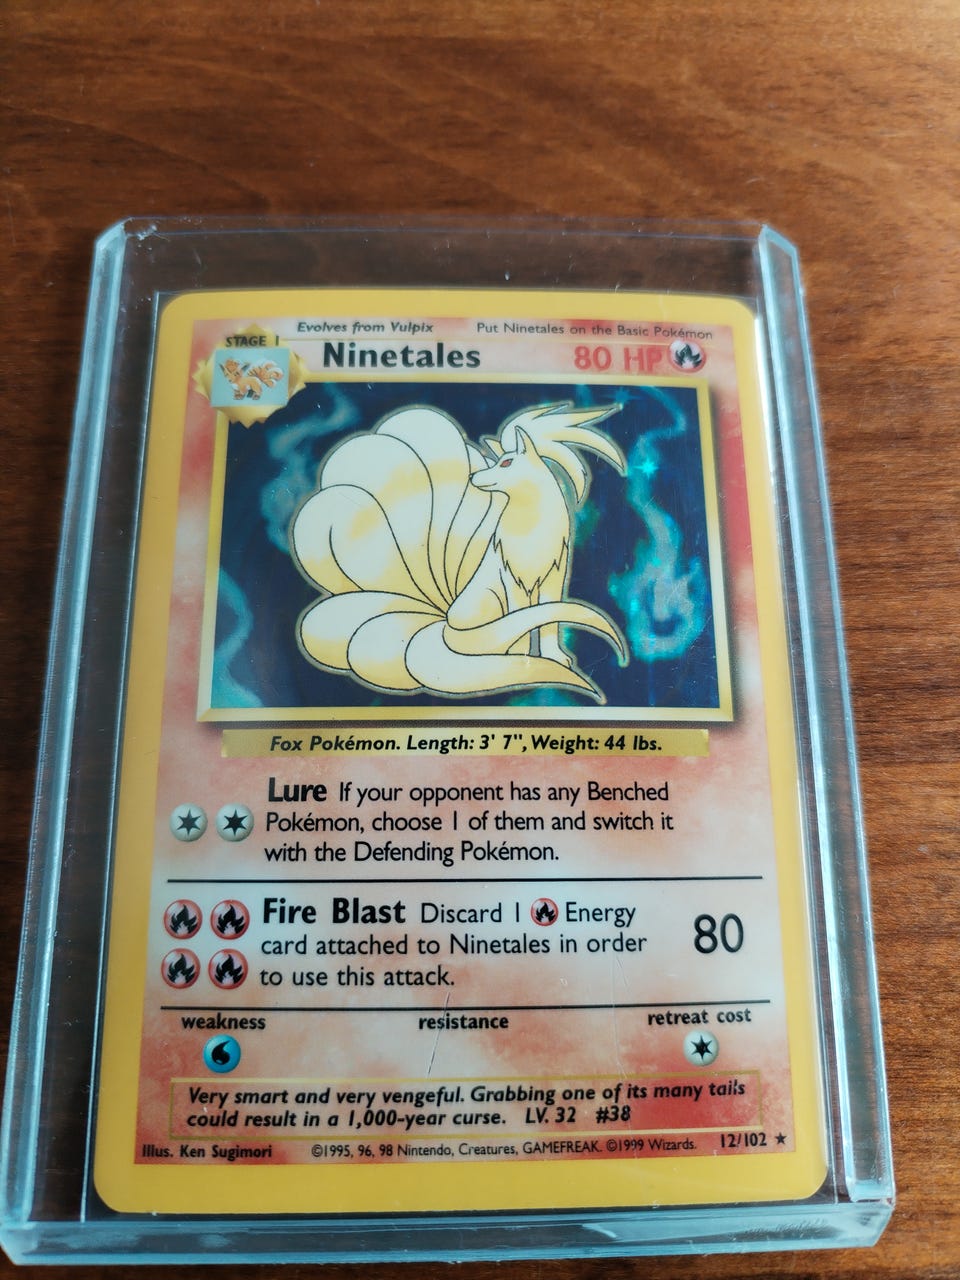 Evolves from Vulpix
Put Ninetales on the Basic Pokémon
STAGE 1
Ninetales
80 HP
Fox Pokémon. Length: 3' 7", Weight: 44 lbs.
Lure If your opponent has any Benched
Pokémon, choose 1 of them and switch it
with the Defending Pokémon.
Fire Blast Discard 1 Energy
card attached to Ninetales in order
to use this attack.
80
weakness
resistance
retreat cost
Very smart and very vengeful. Grabbing one of its many tails
could result in a 1,000-year curse. LV. 32 #38
Illus. Ken Sugimori
©1995, 96, 98 Nintendo, Creatures, GAMEFREAK. ©1999 Wizards.
12/102 ★